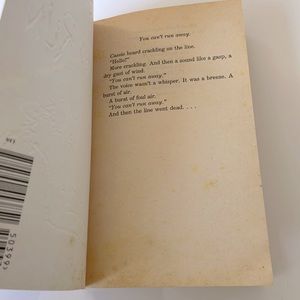 You can't run away.
Cassie heard crackling on the line.
"Hello?"
More crackling. And then a sound like a gasp, a
dry gust of wind:
"You can't run away."
The voice wasn't a whisper. It was a breeze. A
burst of air.
A burst of foul air.
"You can't run away."
And then the line went dead. . . .
50399